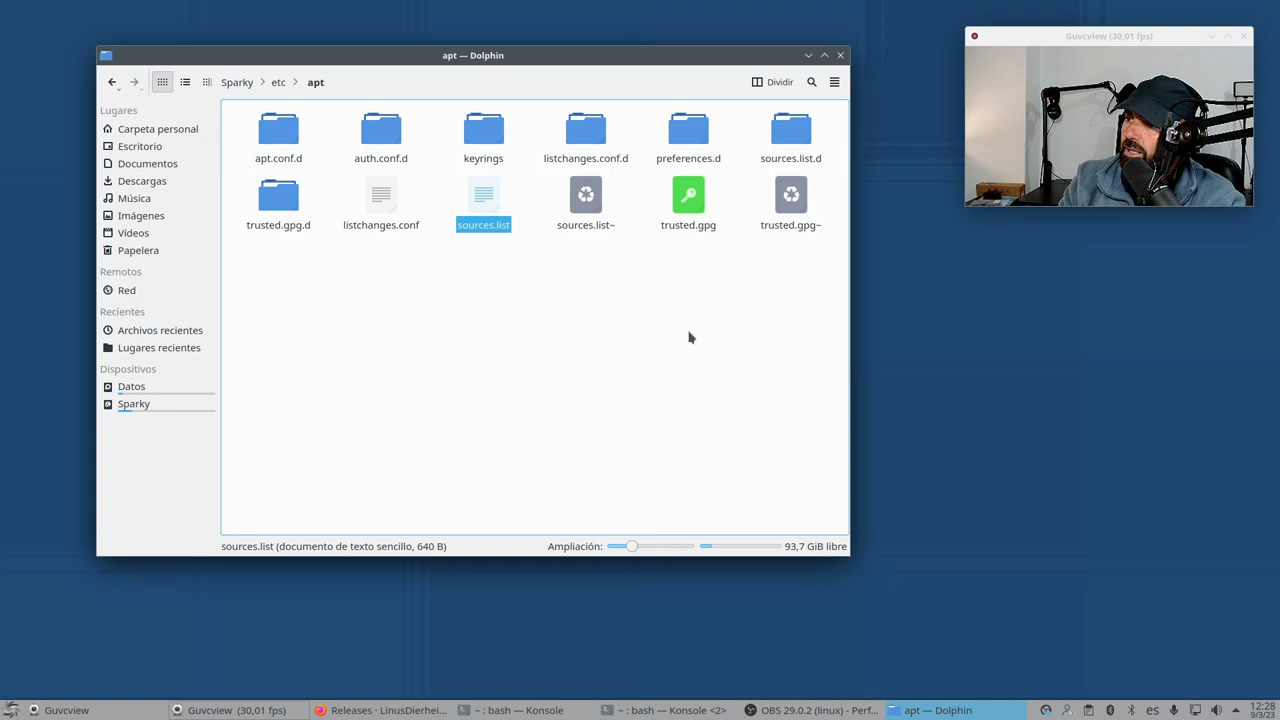 apt — Dolphin
Guvcview (30,01 fps)
Sparky etc apt
Dividir
Lugares
Carpeta personal
Escritorio
Documentos
Descargas
Música
Imágenes
Vídeos
Papelera
Remotos
Red
Recientes
Archivos recientes
Lugares recientes
Dispositivos
Datos
Sparky
apt.conf.d auth.conf.d keyrings listchanges.conf.d preferences.d sources.list.d
trusted.gpg.d listchanges.conf sources.list sources.list~ trusted.gpg trusted.gpg~
sources.list (documento de texto sencillo, 640 B)
Ampliación:
93,7 GiB libre
Guvcview
Guvcview (30,01 fps)
Releases · LinusDierhei...
~ : bash — Konsole
~ : bash — Konsole <2>
OBS 29.0.2 (linux) - Perf...
apt — Dolphin
es
12:28
9/3/23